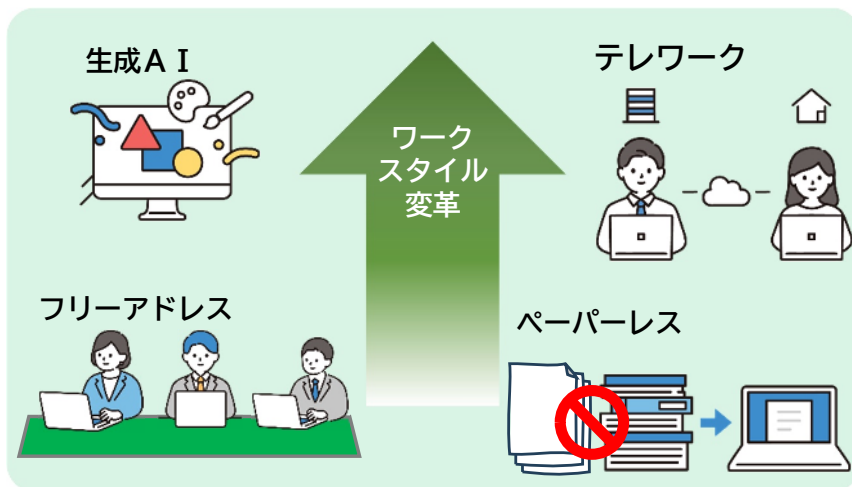 生成ＡＩ
テレワーク
ワーク
スタイル
変革
フリーアドレス
ペーパーレス